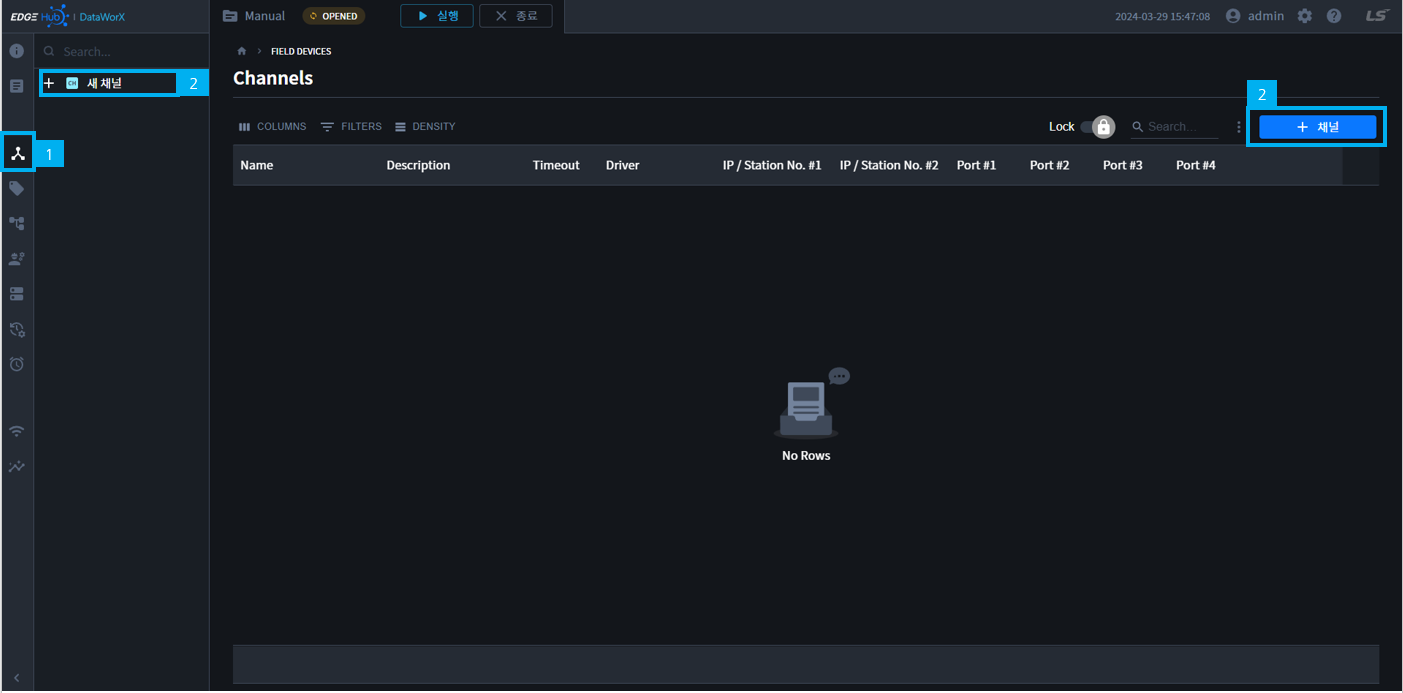 EDGE Hub | DataWorX
Manual
OPENED
실행
종료
2024-03-29 15:47:08
admin
LS
Search...
FIELD DEVICES
새 채널
2
Channels
2
COLUMNS
FILTERS
DENSITY
Lock
Search...
채널
1
Name
Description
Timeout
Driver
IP / Station No. #1
IP / Station No. #2
Port #1
Port #2
Port #3
Port #4
No Rows